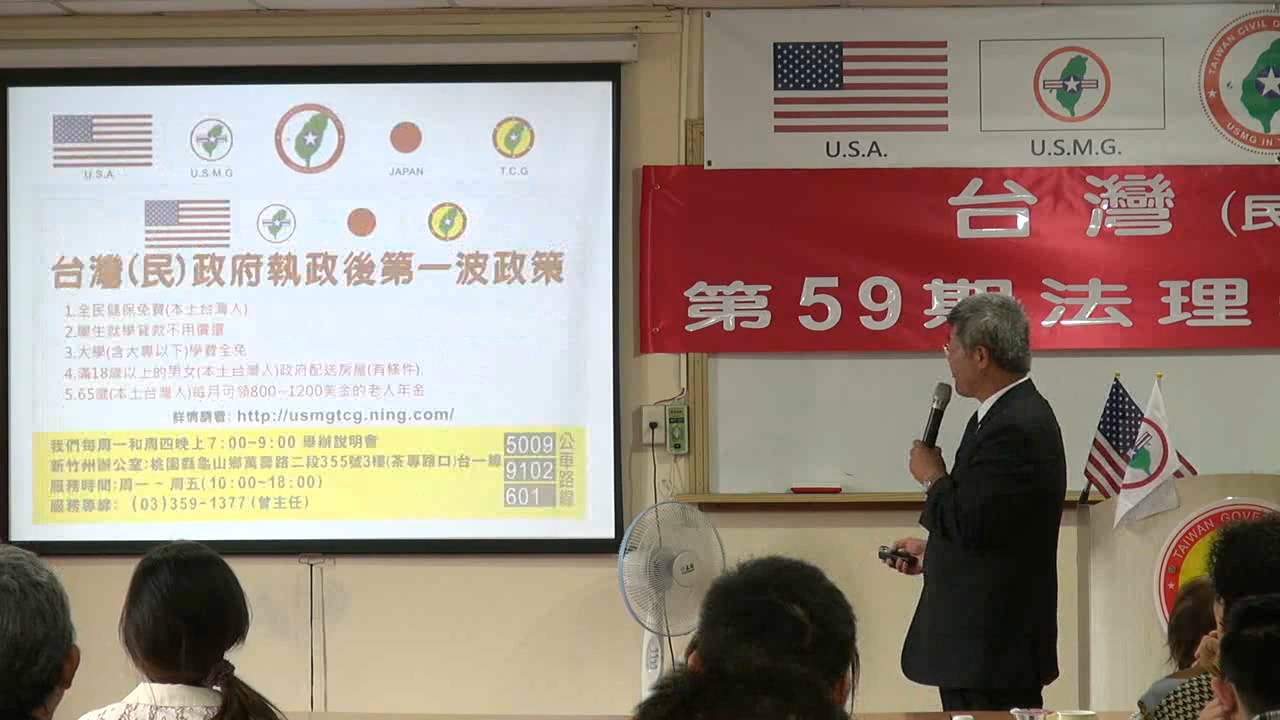 U.S.A
U.S.M.G
JAPAN
T.C.G
台灣(民)政府執政後第一波政策
1.全民健保免費(本土台灣人)
2.學生就學貸款不用償還
3.大學(含大專以下)學費全免
4.滿18歲以上的男女(本土台灣人)政府配送房屋(有條件)
5.65歲(本土台灣人)每月可領800~1200美金的老人年金
詳情請看: http://usmgtcg.ning.com/
我們每周一和周四晚上7:00~9:00 舉辦說明會
新竹州辦公室:桃園縣龜山鄉萬壽路二段355號3樓(茶專路口)台一線
服務時間:周一 ~ 周五(10:00~18:00)
服務專線: (03)359-1377(曾主任)
5009
9102
601
公車路線
U.S.A.
U.S.M.G.
TAIWAN CIVIL
USMG IN
台灣(民
第59期法理
TAIWAN GOVE